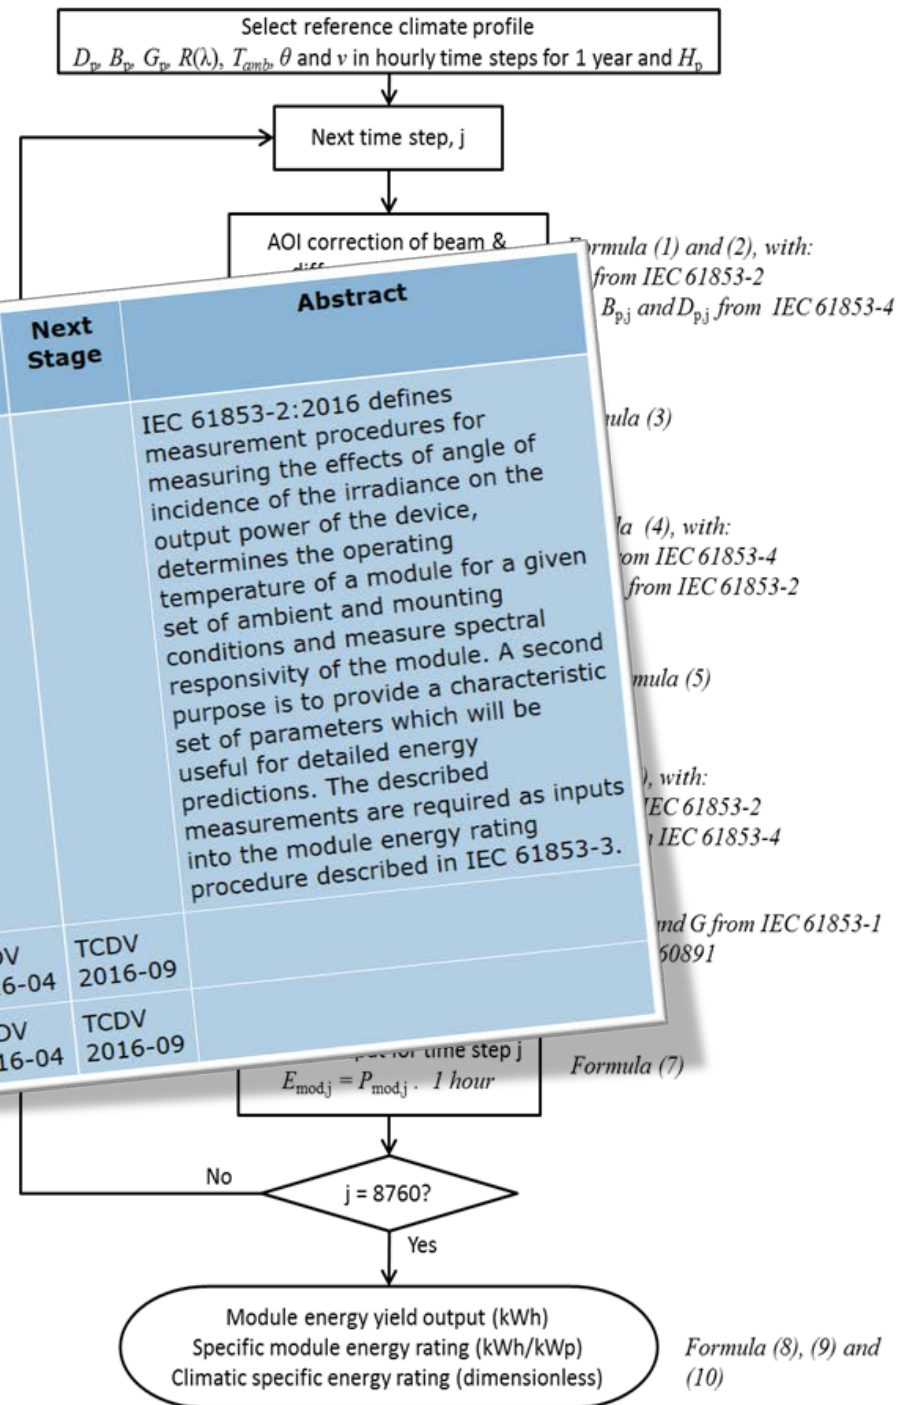 Select reference climate profile
Dp, Bp, Gp, R(λ), Tamb, θ and v in hourly time steps for 1 year and Hp
Next time step, j
AOI correction of beam &
Formula (1) and (2), with:
from IEC 61853-2
Bp,j and Dp,j from IEC 61853-4
(3)
(4), with:
IEC 61853-4
from IEC 61853-2
(5)
with:
IEC 61853-2
IEC 61853-4
and G from IEC 61853-1
60891
Next
Stage
Abstract
IEC 61853-2:2016 defines
measurement procedures for
measuring the effects of angle of
incidence of the irradiance on the
output power of the device,
determines the operating
temperature of a module for a given
set of ambient and mounting
conditions and measure spectral
responsivity of the module. A second
purpose is to provide a characteristic
set of parameters which will be
useful for detailed energy
predictions. The described
measurements are required as inputs
into the module energy rating
procedure described in IEC 61853-3.
6-04
TCDV
2016-09
16-04
TCDV
2016-09
time step j
Emod,j = Pmod,j . 1 hour
Formula (7)
No
j = 8760?
Yes
Module energy yield output (kWh)
Specific module energy rating (kWh/kWp)
Climatic specific energy rating (dimensionless)
Formula (8), (9) and
(10)